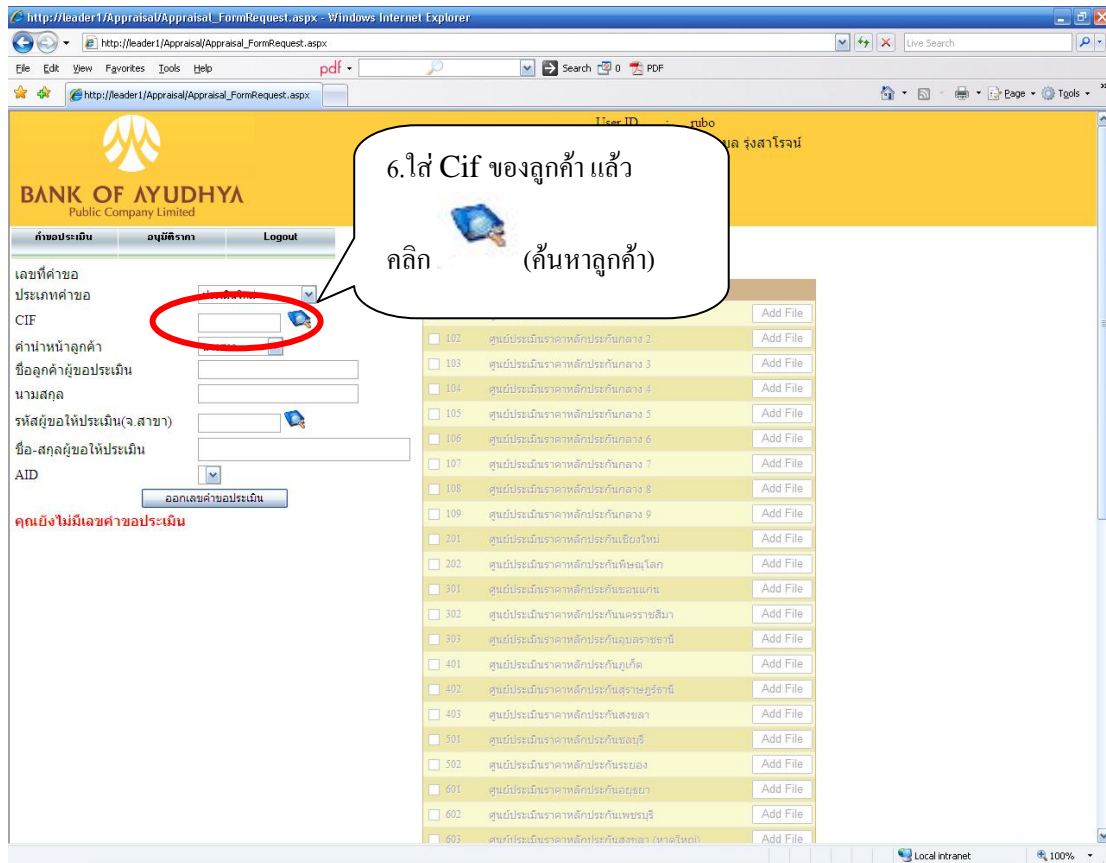 http://leader1/Appraisal/Appraisal_FormRequest.aspx - Windows Internet Explorer
http://leader1/Appraisal/Appraisal_FormRequest.aspx
Live Search
File Edit View Favorites Tools Help
pdf
Search 0 PDF
http://leader1/Appraisal/Appraisal_FormRequest.aspx
Page Tools
User ID : rubo
รุ่งสาโรจน์
BANK OF AYUDHYA
Public Company Limited
6.ใส่ Cif ของลูกค้า แล้ว
คลิก (ค้นหาลูกค้า)
คำขอประเมิน อนุมัติราคา Logout
เลขที่คำขอ
ประเภทคำขอ
CIF
คำนำหน้าลูกค้า
ชื่อลูกค้าผู้ขอประเมิน
นามสกุล
รหัสผู้ขอให้ประเมิน(จ.สาขา)
ชื่อ-สกุลผู้ขอให้ประเมิน
AID
ออกเลขคำขอประเมิน
คุณยังไม่มีเลขคำขอประเมิน
Add File
102 ศูนย์ประเมินราคาหลักประกันกลาง 2 Add File
103 ศูนย์ประเมินราคาหลักประกันกลาง 3 Add File
104 ศูนย์ประเมินราคาหลักประกันกลาง 4 Add File
105 ศูนย์ประเมินราคาหลักประกันกลาง 5 Add File
106 ศูนย์ประเมินราคาหลักประกันกลาง 6 Add File
107 ศูนย์ประเมินราคาหลักประกันกลาง 7 Add File
108 ศูนย์ประเมินราคาหลักประกันกลาง 8 Add File
109 ศูนย์ประเมินราคาหลักประกันกลาง 9 Add File
201 ศูนย์ประเมินราคาหลักประกันเชียงใหม่ Add File
202 ศูนย์ประเมินราคาหลักประกันพิษณุโลก Add File
301 ศูนย์ประเมินราคาหลักประกันขอนแก่น Add File
302 ศูนย์ประเมินราคาหลักประกันนครราชสีมา Add File
303 ศูนย์ประเมินราคาหลักประกันอุบลราชธานี Add File
401 ศูนย์ประเมินราคาหลักประกันภูเก็ต Add File
402 ศูนย์ประเมินราคาหลักประกันสุราษฎร์ธานี Add File
403 ศูนย์ประเมินราคาหลักประกันสงขลา Add File
501 ศูนย์ประเมินราคาหลักประกันชลบุรี Add File
502 ศูนย์ประเมินราคาหลักประกันระยอง Add File
601 ศูนย์ประเมินราคาหลักประกันอยุธยา Add File
602 ศูนย์ประเมินราคาหลักประกันเพชรบุรี Add File
603 ศูนย์ประเมินราคาหลักประกันสงขลา (หาดใหญ่) Add File
Local intranet 100%